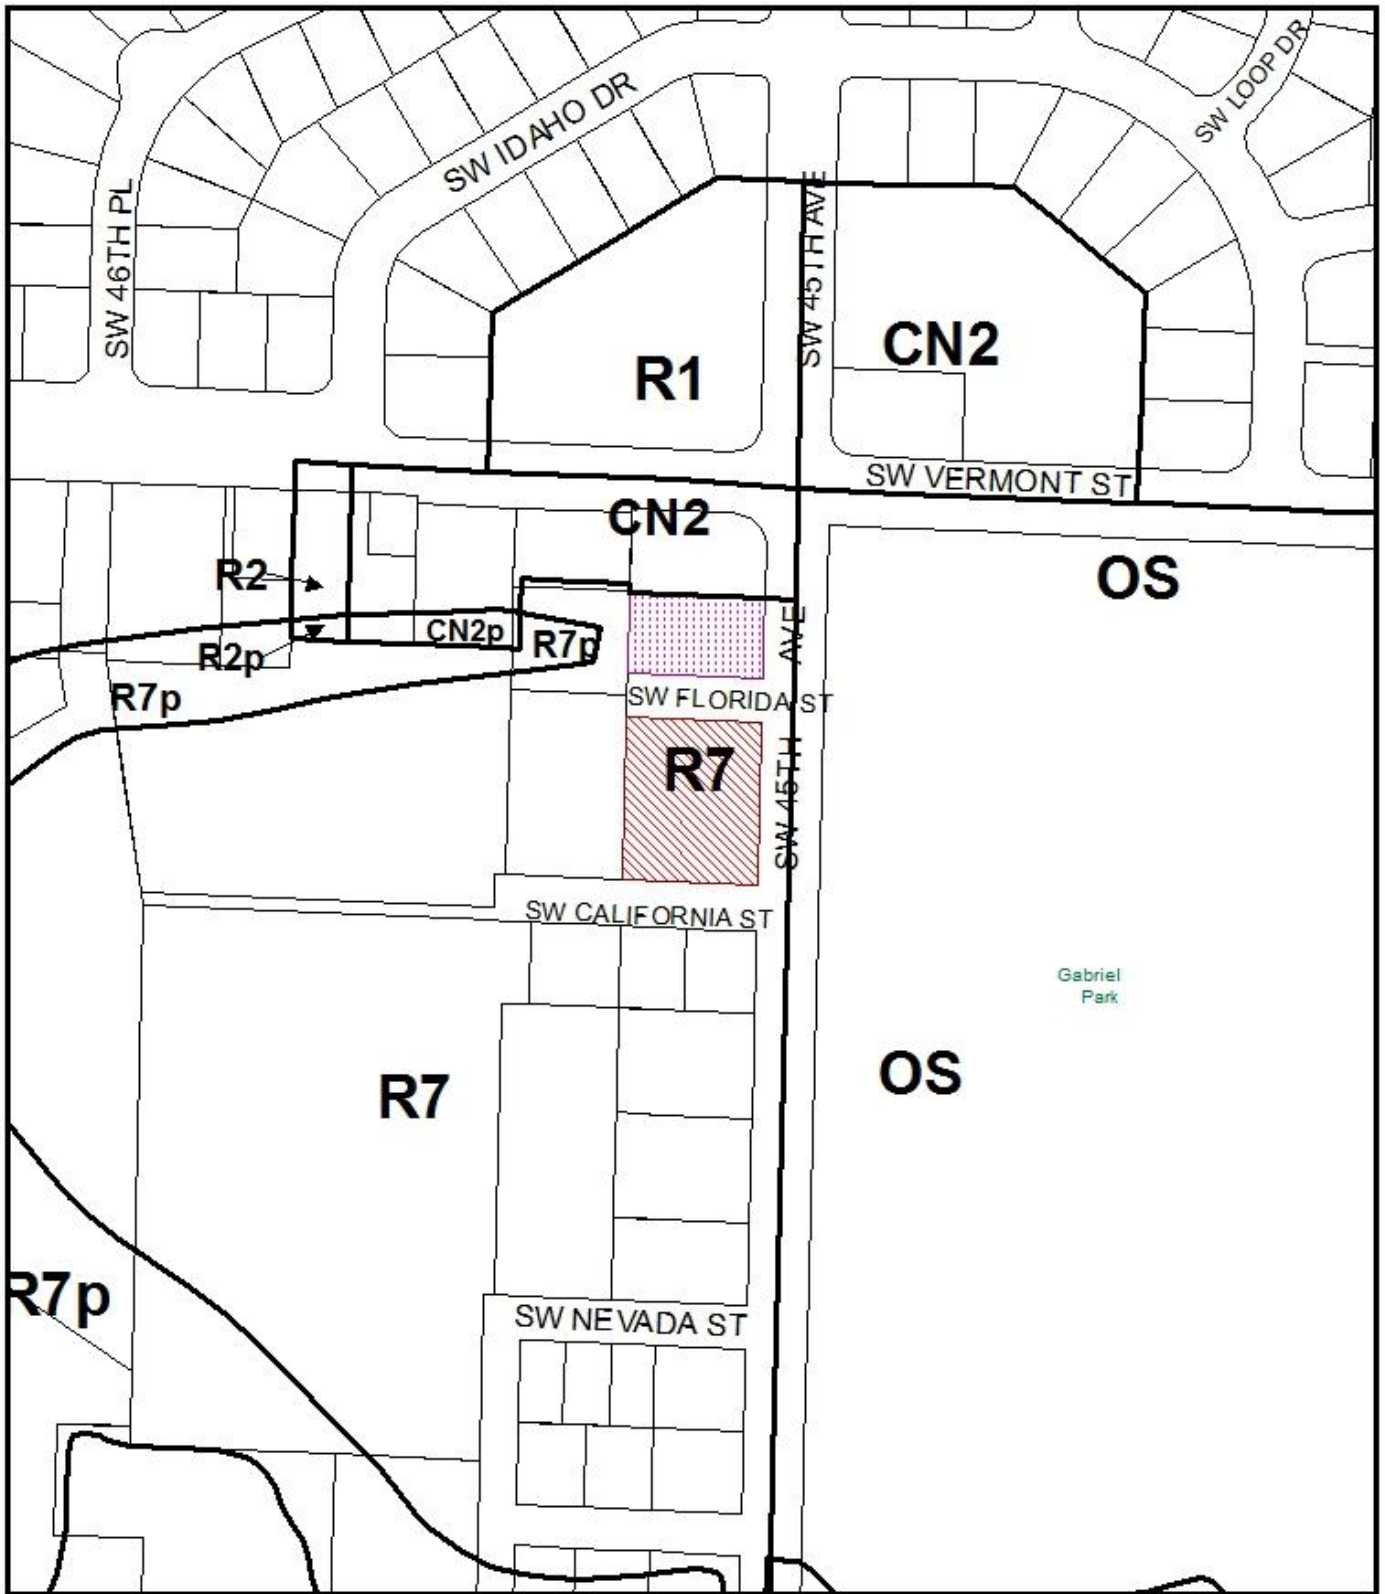 SW LOOP DR
SW IDAHO DR
SW 46TH PL
SW 45TH AVE
CN2
R1
SW VERMONT ST
CN2
OS
R2
CN2p
R7p
R2p
R7p
SW FLORIDA ST
SW 45TH AVE
R7
SW CALIFORNIA ST
Gabriel
Park
OS
R7
R7p
SW NEVADA ST